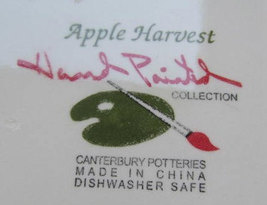 Apple Harvest
Hand Painted
COLLECTION
CANTERBURY POTTERIES
MADE IN CHINA
DISHWASHER SAFE